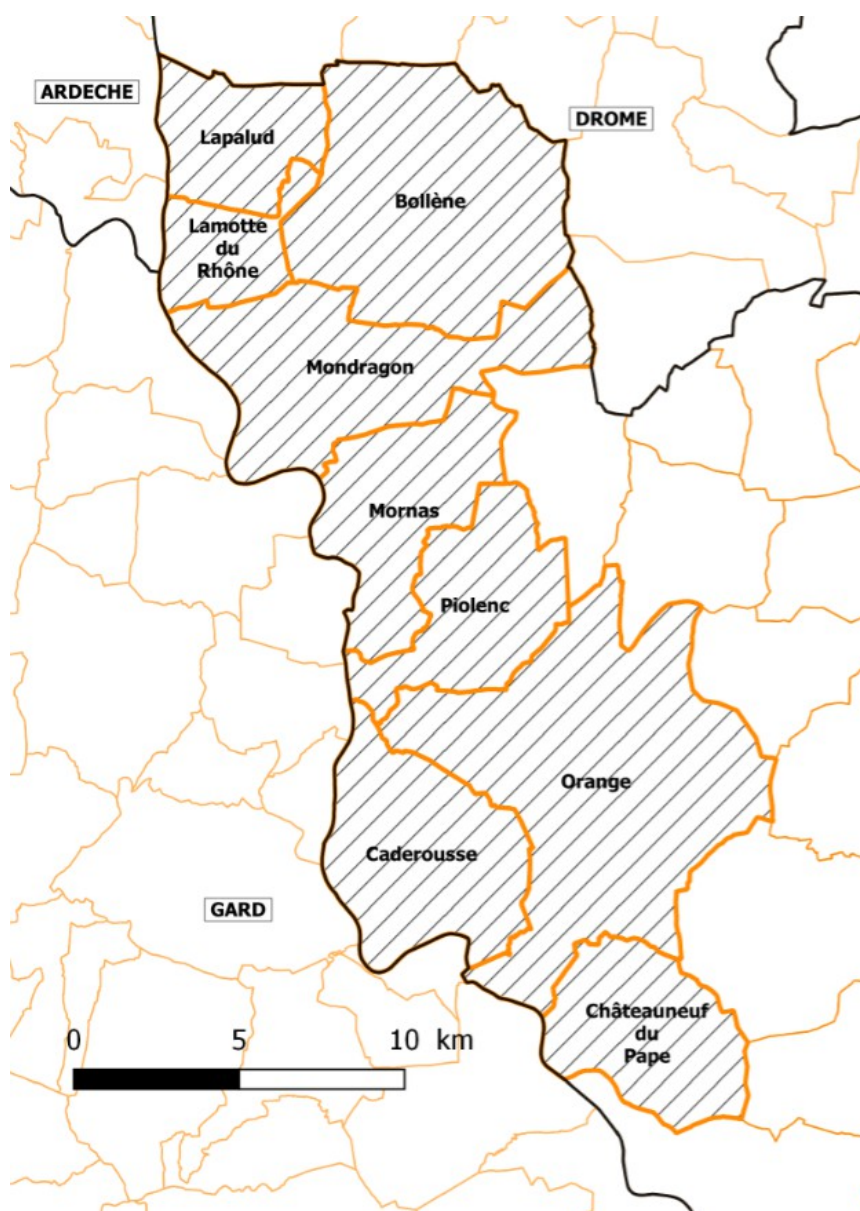 ARDECHE
DROME
Lapalud
Bollène
Lamotte
du
Rhône
Mondragon
Mornas
Piolenc
Orange
Caderousse
GARD
Châteauneuf
du
Pape
0 5 10 km